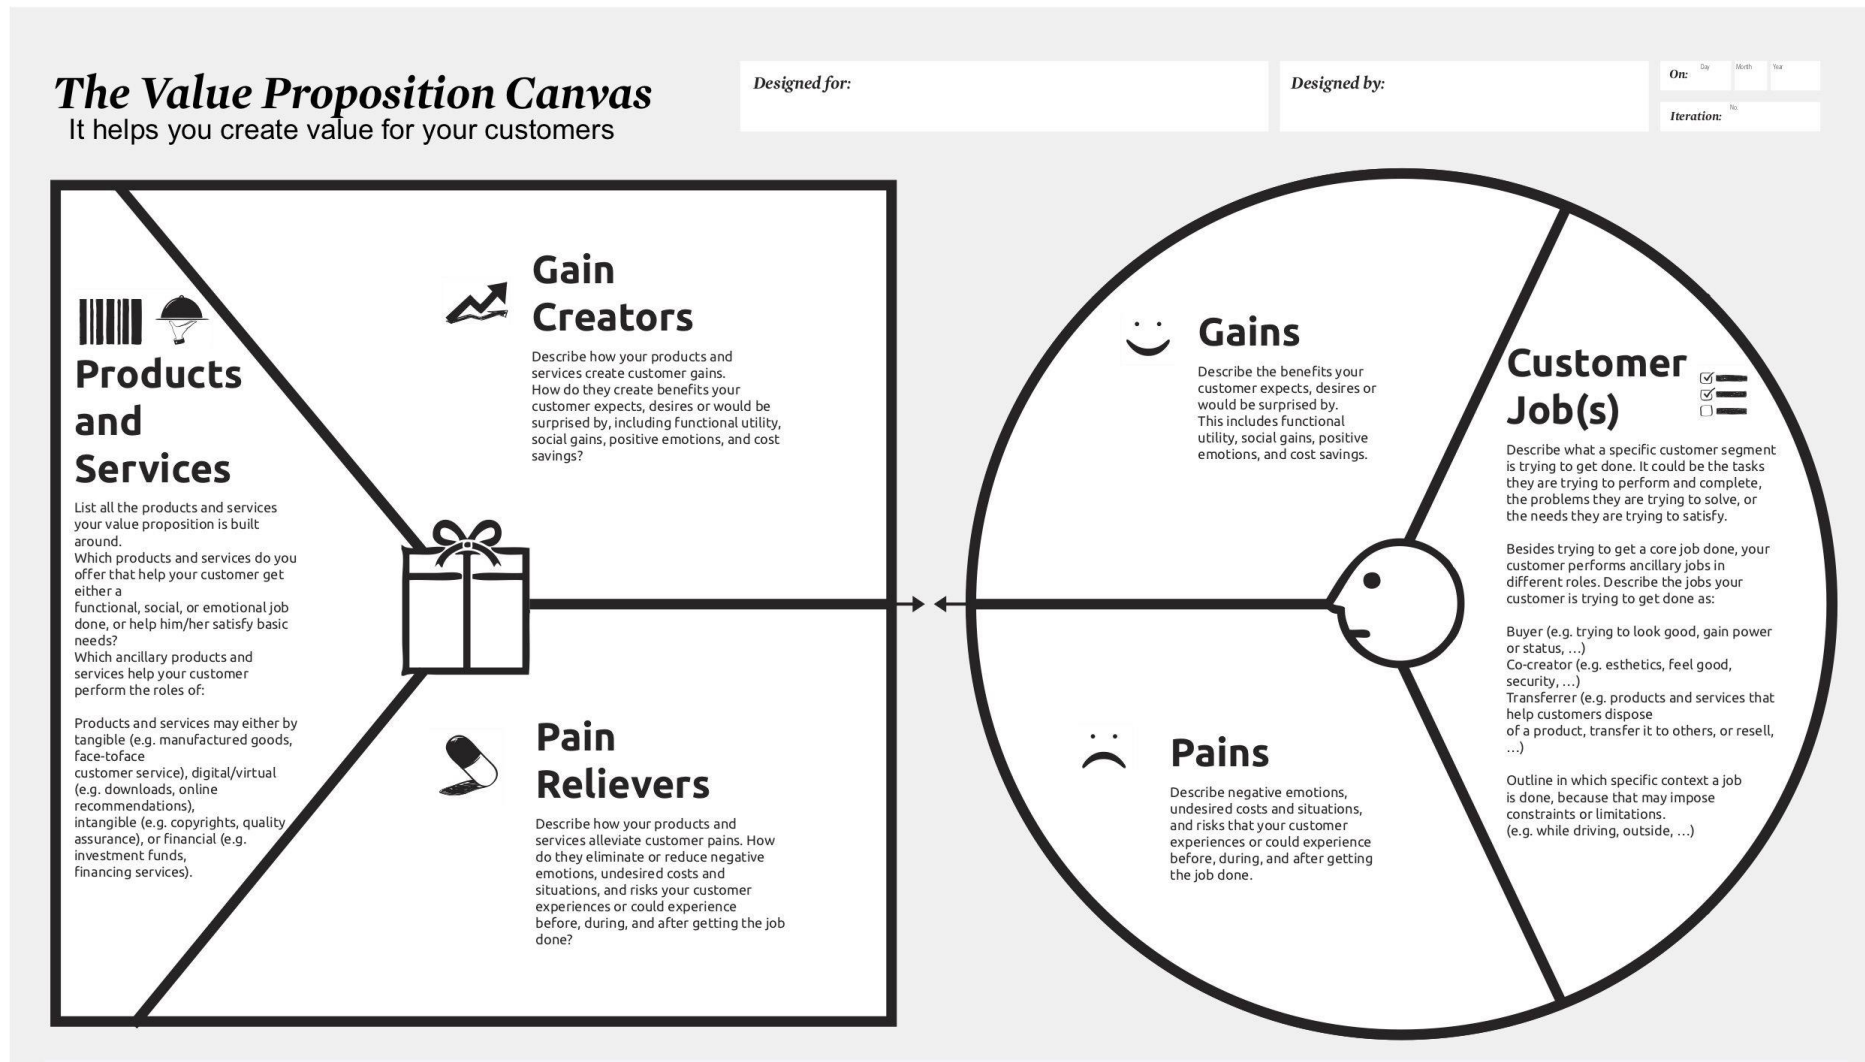 The Value Proposition Canvas
It helps you create value for your customers
Designed for:
Designed by:
On:
Day
Month
Year
Iteration:
No.
Products
and
Services
List all the products and services
your value proposition is built
around.
Which products and services do you
offer that help your customer get
either a
functional, social, or emotional job
done, or help him/her satisfy basic
needs?
Which ancillary products and
services help your customer
perform the roles of:
Products and services may either by
tangible (e.g. manufactured goods,
face-toface
customer service), digital/virtual
(e.g. downloads, online
recommendations),
intangible (e.g. copyrights, quality
assurance), or financial (e.g.
investment funds,
financing services).
Gain
Creators
Describe how your products and
services create customer gains.
How do they create benefits your
customer expects, desires or would be
surprised by, including functional utility,
social gains, positive emotions, and cost
savings?
Pain
Relievers
Describe how your products and
services alleviate customer pains. How
do they eliminate or reduce negative
emotions, undesired costs and
situations, and risks your customer
experiences or could experience
before, during, and after getting the job
done?
Gains
Describe the benefits your
customer expects, desires or
would be surprised by.
This includes functional
utility, social gains, positive
emotions, and cost savings.
Pains
Describe negative emotions,
undesired costs and situations,
and risks that your customer
experiences or could experience
before, during, and after getting
the job done.
Customer
Job(s)
Describe what a specific customer segment
is trying to get done. It could be the tasks
they are trying to perform and complete,
the problems they are trying to solve, or
the needs they are trying to satisfy.
Besides trying to get a core job done, your
customer performs ancillary jobs in
different roles. Describe the jobs your
customer is trying to get done as:
Buyer (e.g. trying to look good, gain power
or status, …)
Co-creator (e.g. esthetics, feel good,
security, …)
Transferrer (e.g. products and services that
help customers dispose
of a product, transfer it to others, or resell,
…)
Outline in which specific context a job
is done, because that may impose
constraints or limitations.
(e.g. while driving, outside, …)